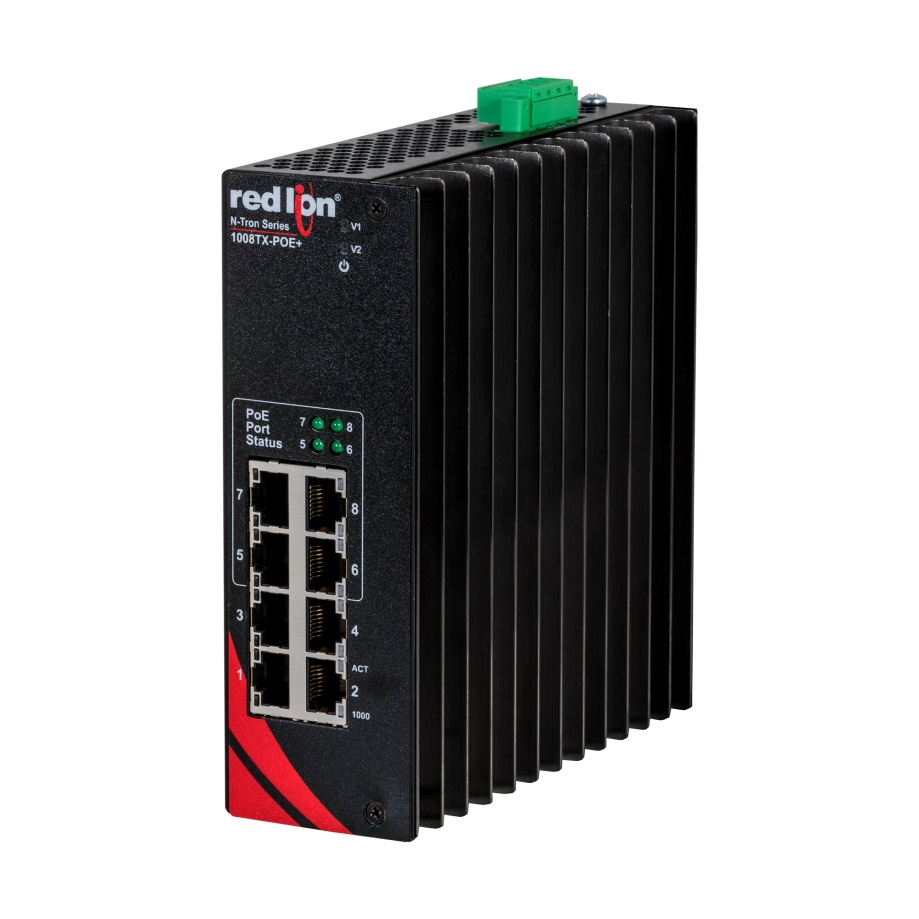 red lion®
N-Tron Series
1008TX-POE+
V1
V2
PoE
Port
Status
7 8
5 6
7 8
5 6
3 4
ACT
1 2
1000